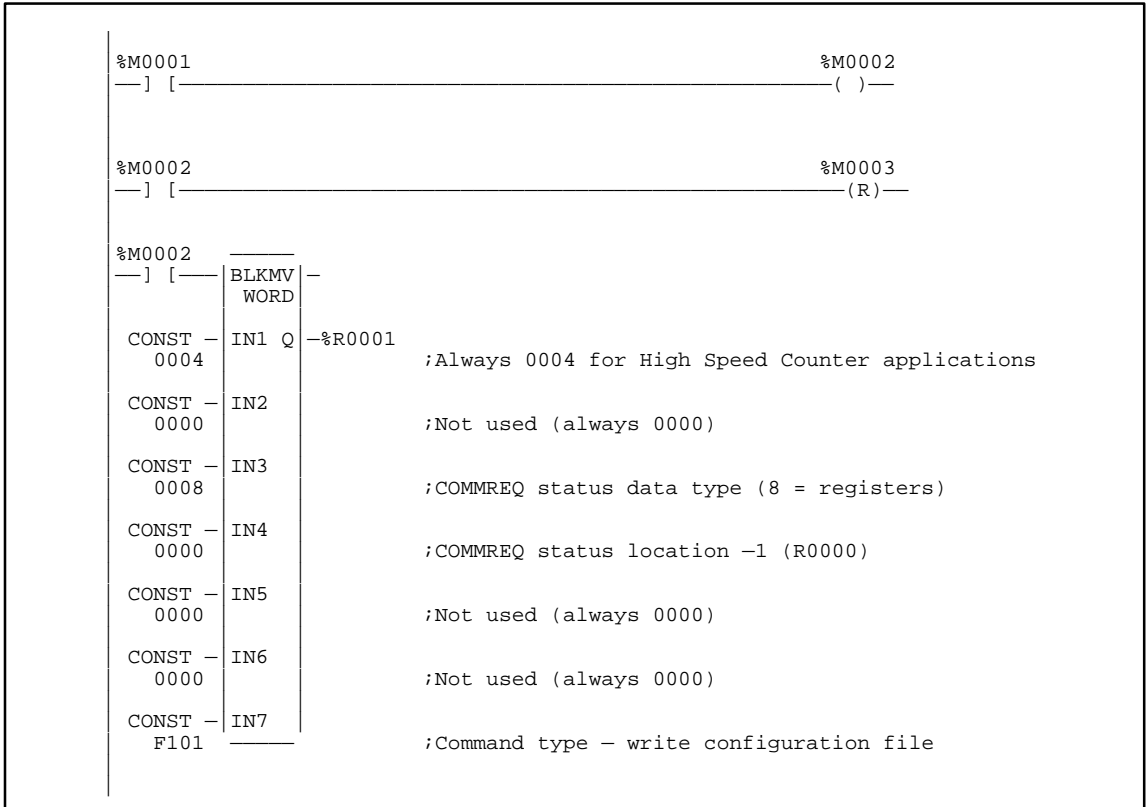 %M0001 %M0002
——] [——( )——
%M0002 %M0003
——] [——(R)——
%M0002
——] [——BLKMV
WORD
CONST — IN1 Q —%R0001
0004 ;Always 0004 for High Speed Counter applications
CONST — IN2
0000 ;Not used (always 0000)
CONST — IN3
0008 ;COMMREQ status data type (8 = registers)
CONST — IN4
0000 ;COMMREQ status location —1 (R0000)
CONST — IN5
0000 ;Not used (always 0000)
CONST — IN6
0000 ;Not used (always 0000)
CONST — IN7
F101 ;Command type — write configuration file